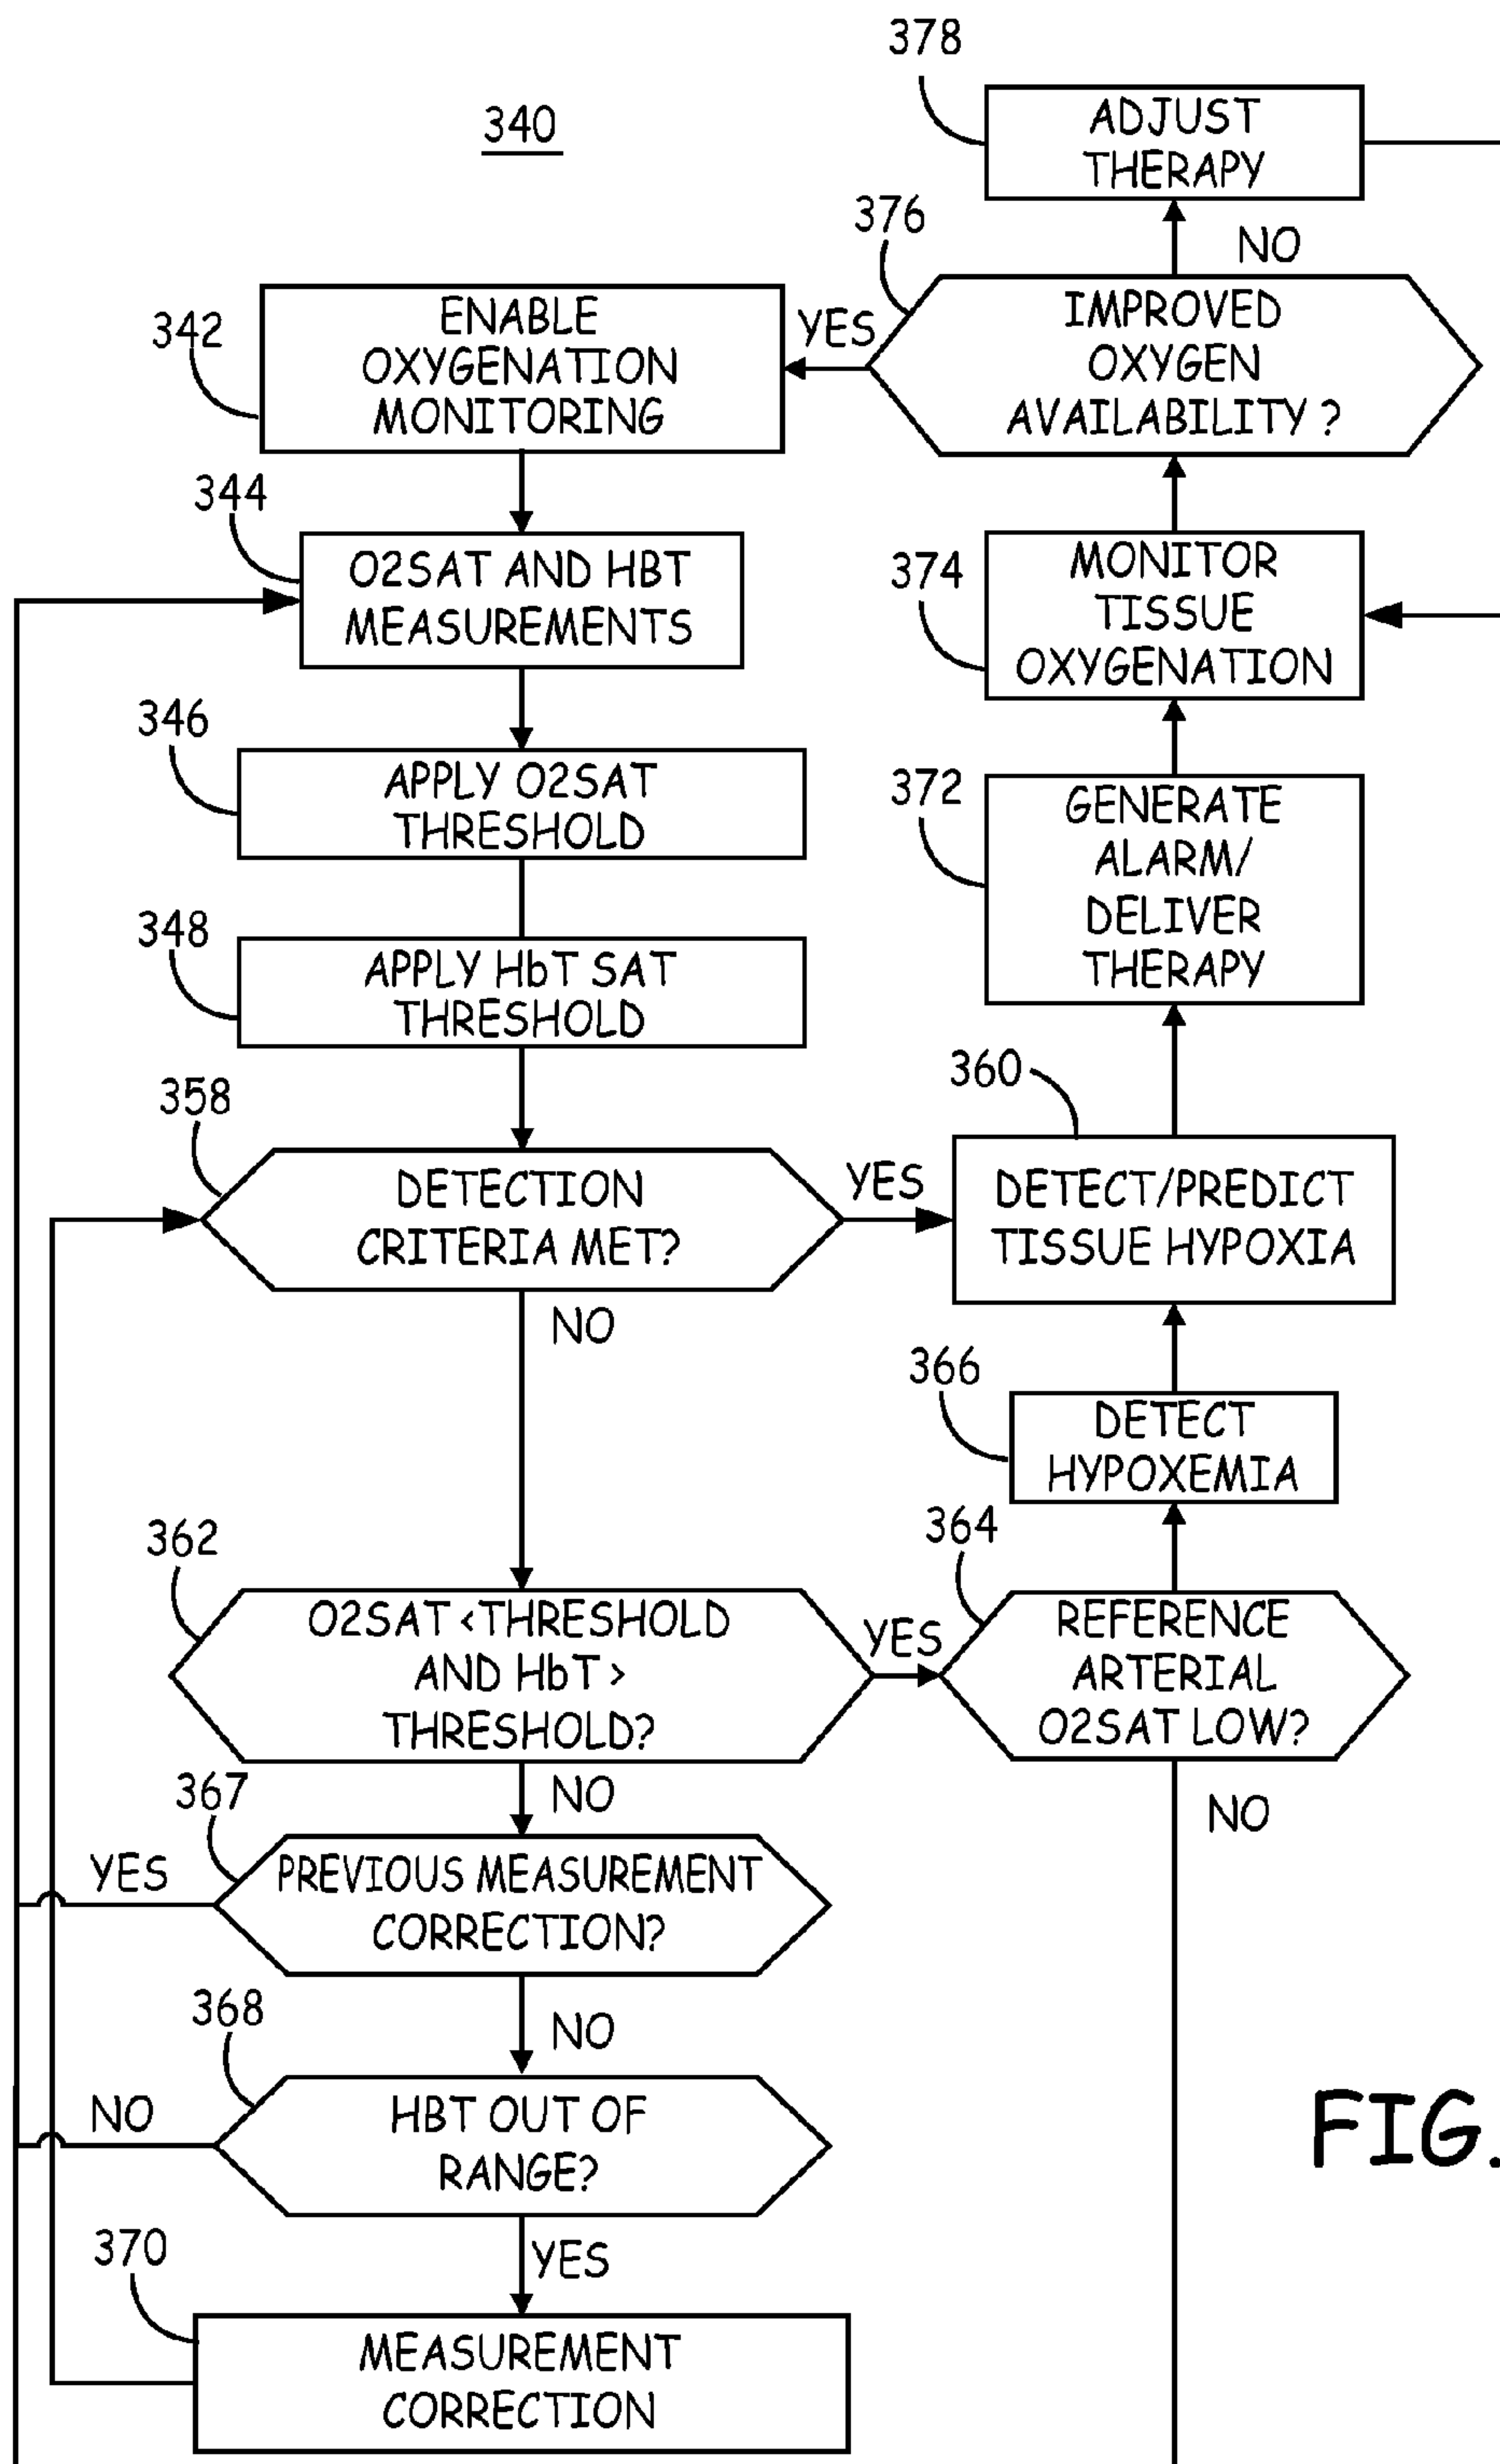 340
342
ENABLE
OXYGENATION
MONITORING
344
O2SAT AND HBT
MEASUREMENTS
346
APPLY O2SAT
THRESHOLD
348
APPLY HbT SAT
THRESHOLD
358
DETECTION
CRITERIA MET?
YES
NO
362
O2SAT <THRESHOLD
AND HbT >
THRESHOLD?
YES
NO
367
PREVIOUS MEASUREMENT
CORRECTION?
YES
NO
368
HBT OUT OF
RANGE?
NO
YES
370
MEASUREMENT
CORRECTION
378
ADJUST
THERAPY
376
NO
IMPROVED
OXYGEN
AVAILABILITY ?
YES
374
MONITOR
TISSUE
OXYGENATION
372
GENERATE
ALARM/
DELIVER
THERAPY
360
DETECT/PREDICT
TISSUE HYPOXIA
366
DETECT
HYPOXEMIA
364
REFERENCE
ARTERIAL
O2SAT LOW?
NO
FIG.